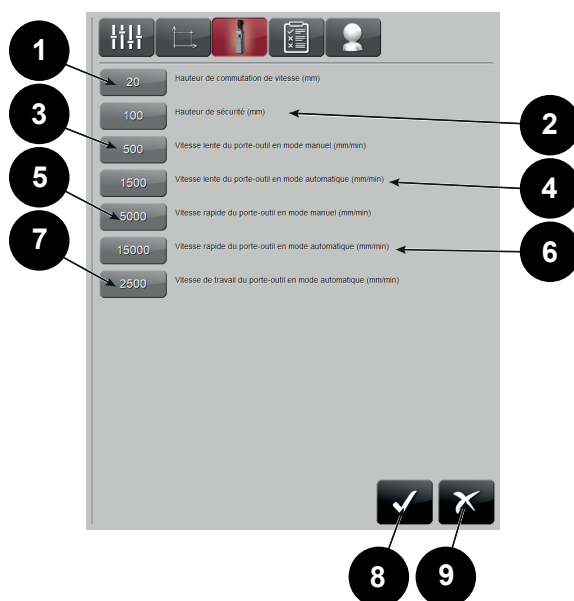 1
20 Hauteur de commutation de vitesse (mm)
100 Hauteur de sécurité (mm)
2
3
500 Vitesse lente du porte-outil en mode manuel (mm/min)
1500 Vitesse lente du porte-outil en mode automatique (mm/min)
4
5
5000 Vitesse rapide du porte-outil en mode manuel (mm/min)
15000 Vitesse rapide du porte-outil en mode automatique (mm/min)
6
7
2500 Vitesse de travail du porte-outil en mode automatique (mm/min)
8
9